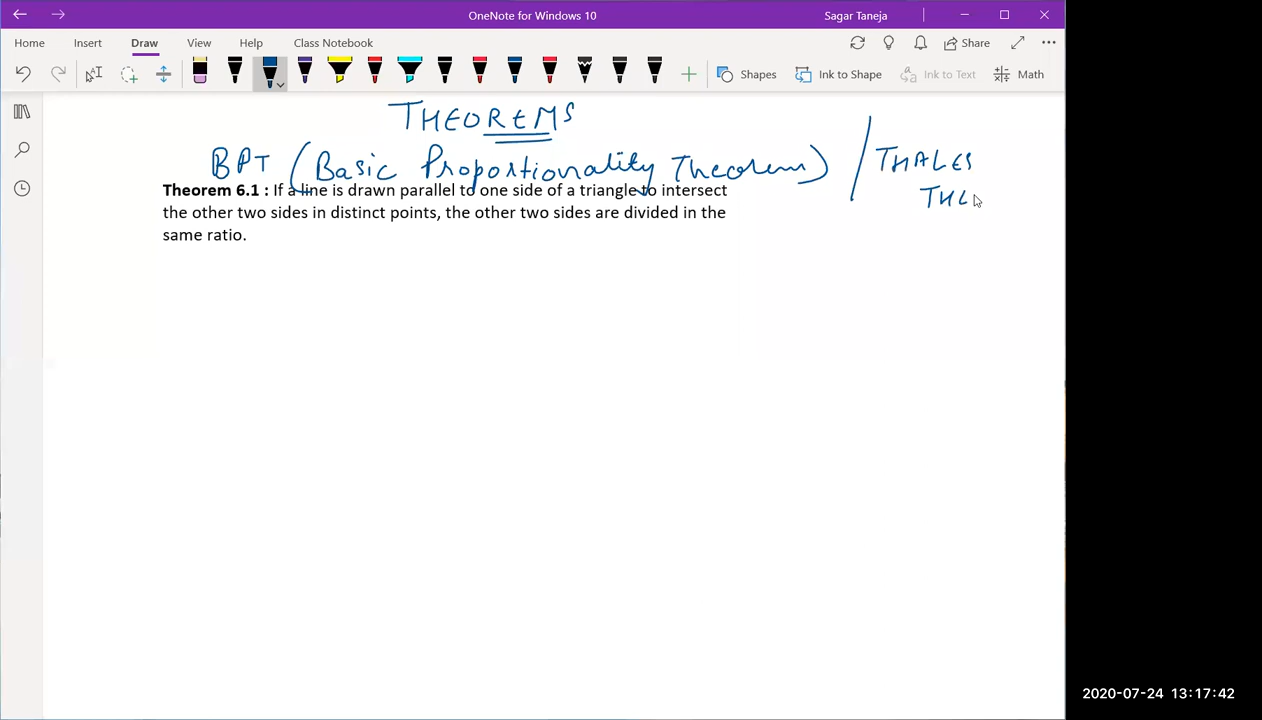 OneNote for Windows 10
Sagar Taneja
Home Insert Draw View Help Class Notebook
Share
Shapes Ink to Shape Ink to Text Math
THEOREMS
BPT (Basic Proportionality Theorem) / THALES
THE
Theorem 6.1 : If a line is drawn parallel to one side of a triangle to intersect
the other two sides in distinct points, the other two sides are divided in the
same ratio.
2020-07-24 13:17:42